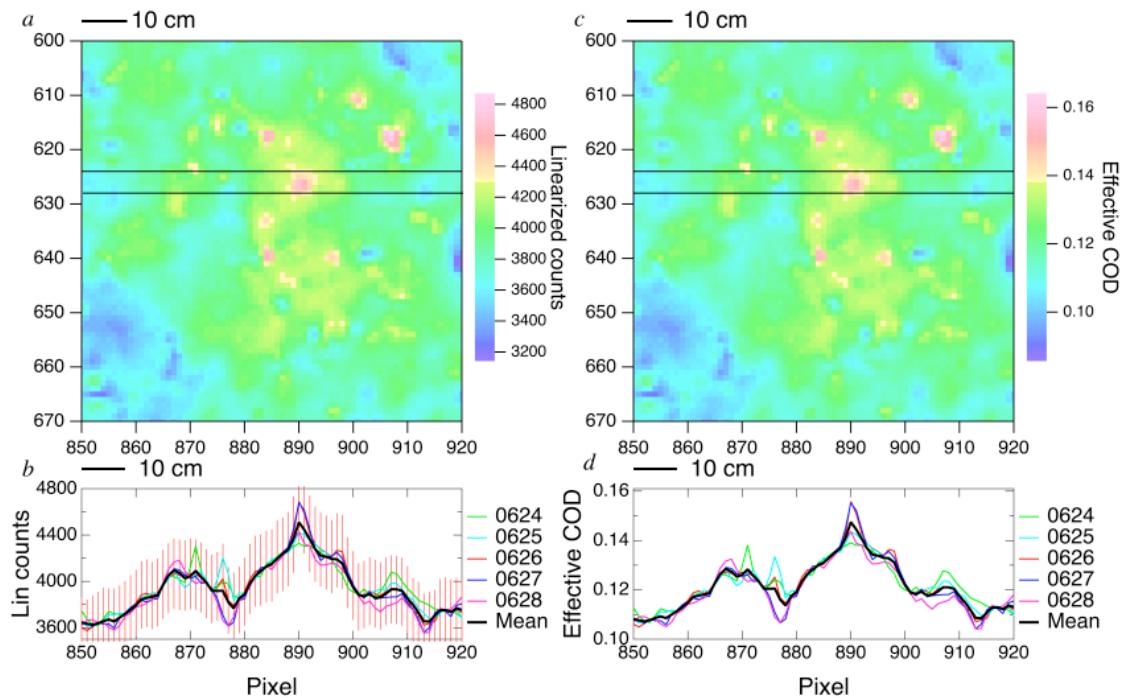 a 10 cm
600
610
620
630
640
650
660
670
850 860 870 880 890 900 910 920
4800
4600
4400
4200
4000
3800
3600
3400
3200
Linearized counts
c 10 cm
600
610
620
630
640
650
660
670
850 860 870 880 890 900 910 920
0.16
0.14
0.12
0.10
Effective COD
b 10 cm
4800
4400
4000
3600
Lin counts
850 860 870 880 890 900 910 920
Pixel
0624
0625
0626
0627
0628
Mean
d 10 cm
0.16
0.14
0.12
0.10
Effective COD
850 860 870 880 890 900 910 920
Pixel
0624
0625
0626
0627
0628
Mean